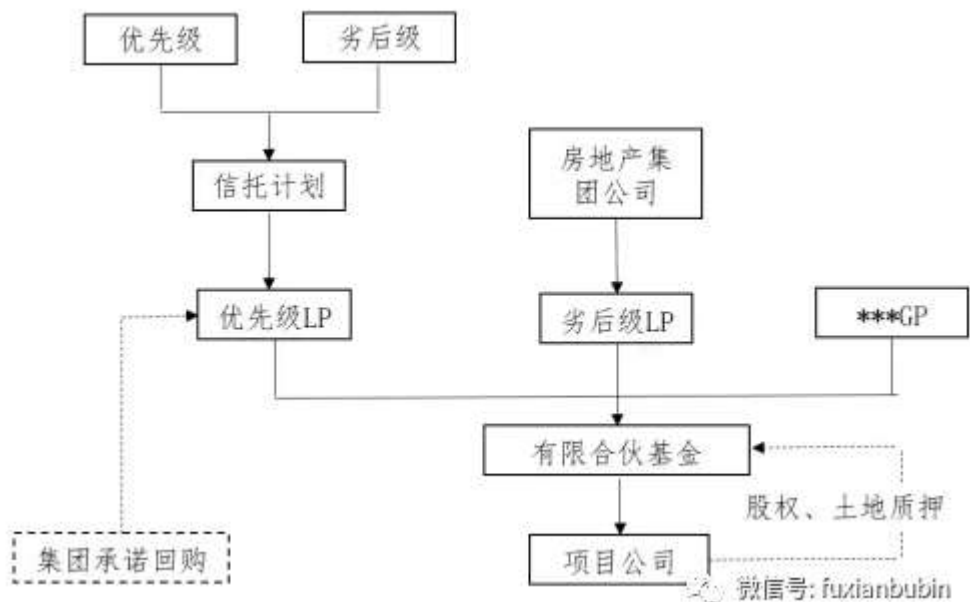 优先级
劣后级
信托计划
房地产集
团公司
优先级LP
劣后级LP
***GP
有限合伙基金
股权、土地质押
集团承诺回购
项目公司
微信号: fuxianbubin